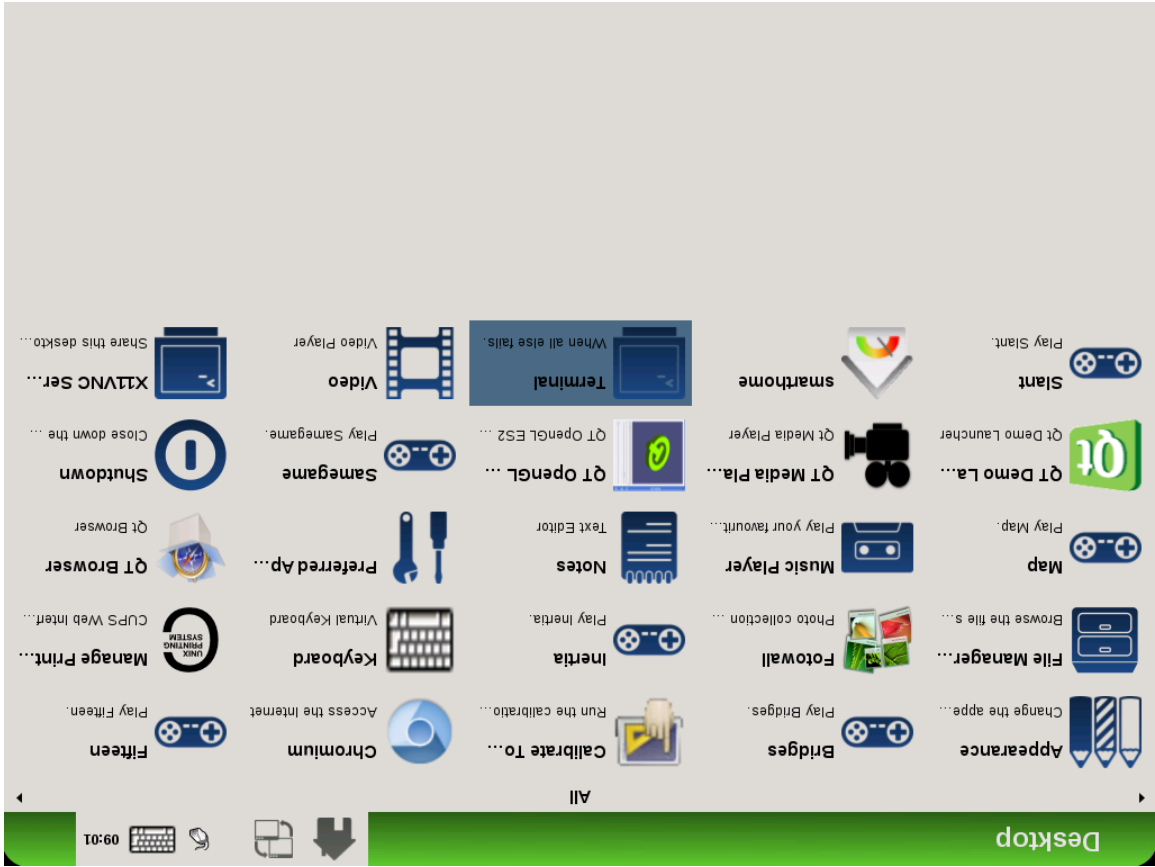 Desktop
09:01
All
Appearance
Change the appe...
Bridges
Play Bridges.
Calibrate To...
Run the calibratio...
Chromium
Access the Internet
Fifteen
Play Fifteen.
File Manager...
Browse the file s...
Fotowall
Photo collection ...
Inertia
Play Inertia.
Keyboard
Virtual Keyboard
UNIX
PRINTING
SYSTEM
Manage Print...
CUPS Web Interf...
Map
Play Map.
Music Player
Play your favourit...
Notes
Text Editor
Preferred Ap...
QT Browser
Qt Browser
Qt
QT Demo La...
Qt Demo Launcher
QT Media Pla...
Qt Media Player
QT OpenGL ...
QT OpenGL ES2 ...
Samegame
Play Samegame.
Shutdown
Close down the ...
Slant
Play Slant.
smarthome
Terminal
When all else fails.
Video
Video Player
X11VNC Ser...
Share this deskto...